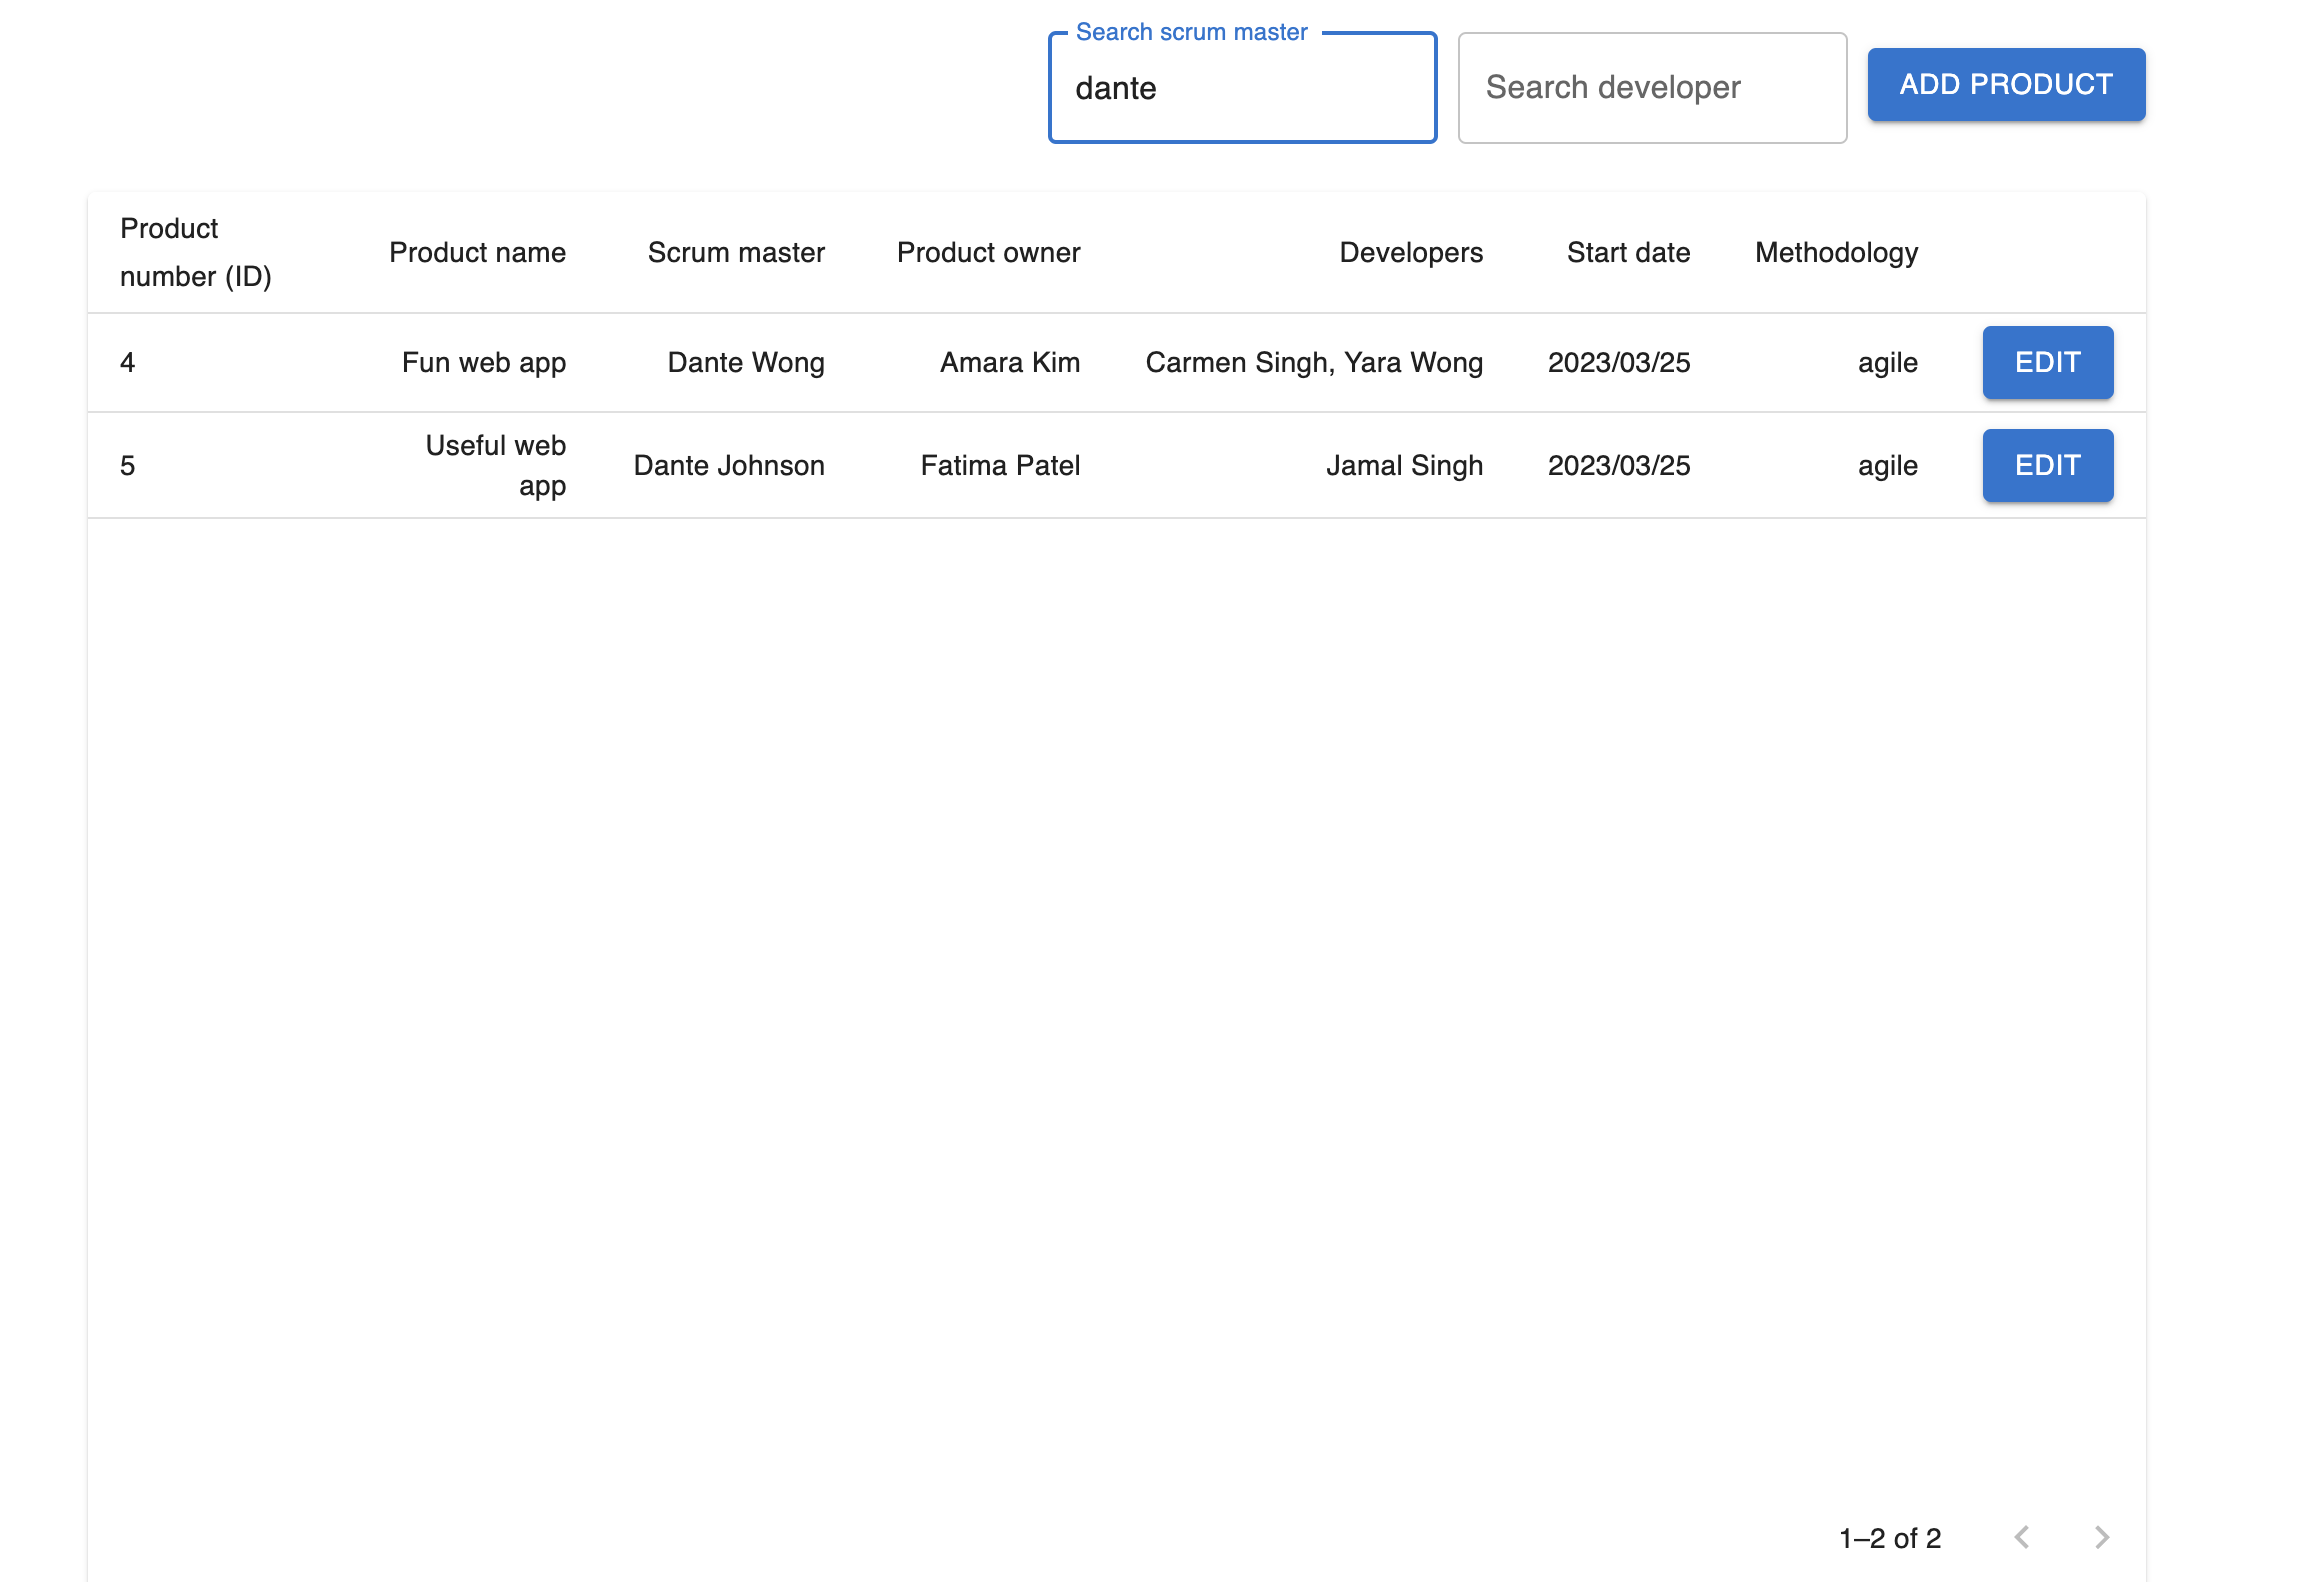 Search scrum master
dante
Search developer
ADD PRODUCT
Product
number (ID)
Product name
Scrum master
Product owner
Developers
Start date
Methodology
4
Fun web app
Dante Wong
Amara Kim
Carmen Singh, Yara Wong
2023/03/25
agile
EDIT
5
Useful web
app
Dante Johnson
Fatima Patel
Jamal Singh
2023/03/25
agile
EDIT
1–2 of 2